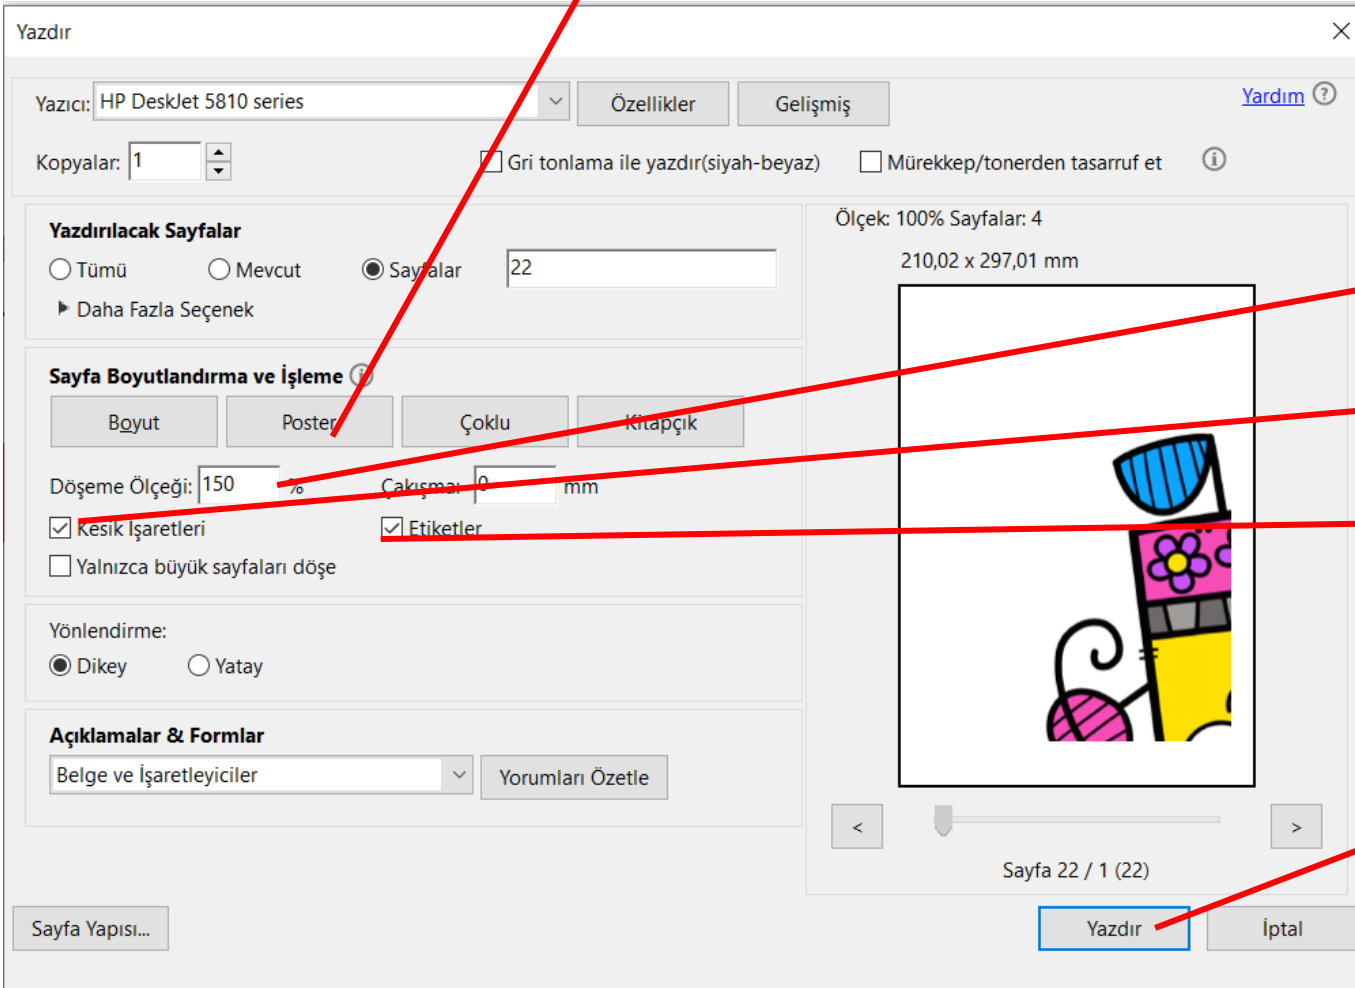 Yazdır
Yazıcı: HP DeskJet 5810 series Özellikler Gelişmiş Yardım
Kopyalar: 1 Gri tonlama ile yazdır(siyah-beyaz) Mürekkep/tonerden tasarruf et
Yazdırılacak Sayfalar
Tümü Mevcut Sayfalar 22
Daha Fazla Seçenek
Sayfa Boyutlandırma ve İşleme
Boyut Poster Çoklu Kitapçık
Döşeme Ölçeği: 150 % Çakışma: 0 mm
Kesik İşaretleri Etiketler
Yalnızca büyük sayfaları döşe
Yönlendirme:
Dikey Yatay
Açıklamalar & Formlar
Belge ve İşaretleyiciler Yorumları Özetle
Ölçek: 100% Sayfalar: 4
210,02 x 297,01 mm
< >
Sayfa 22 / 1 (22)
Sayfa Yapısı... Yazdır İptal